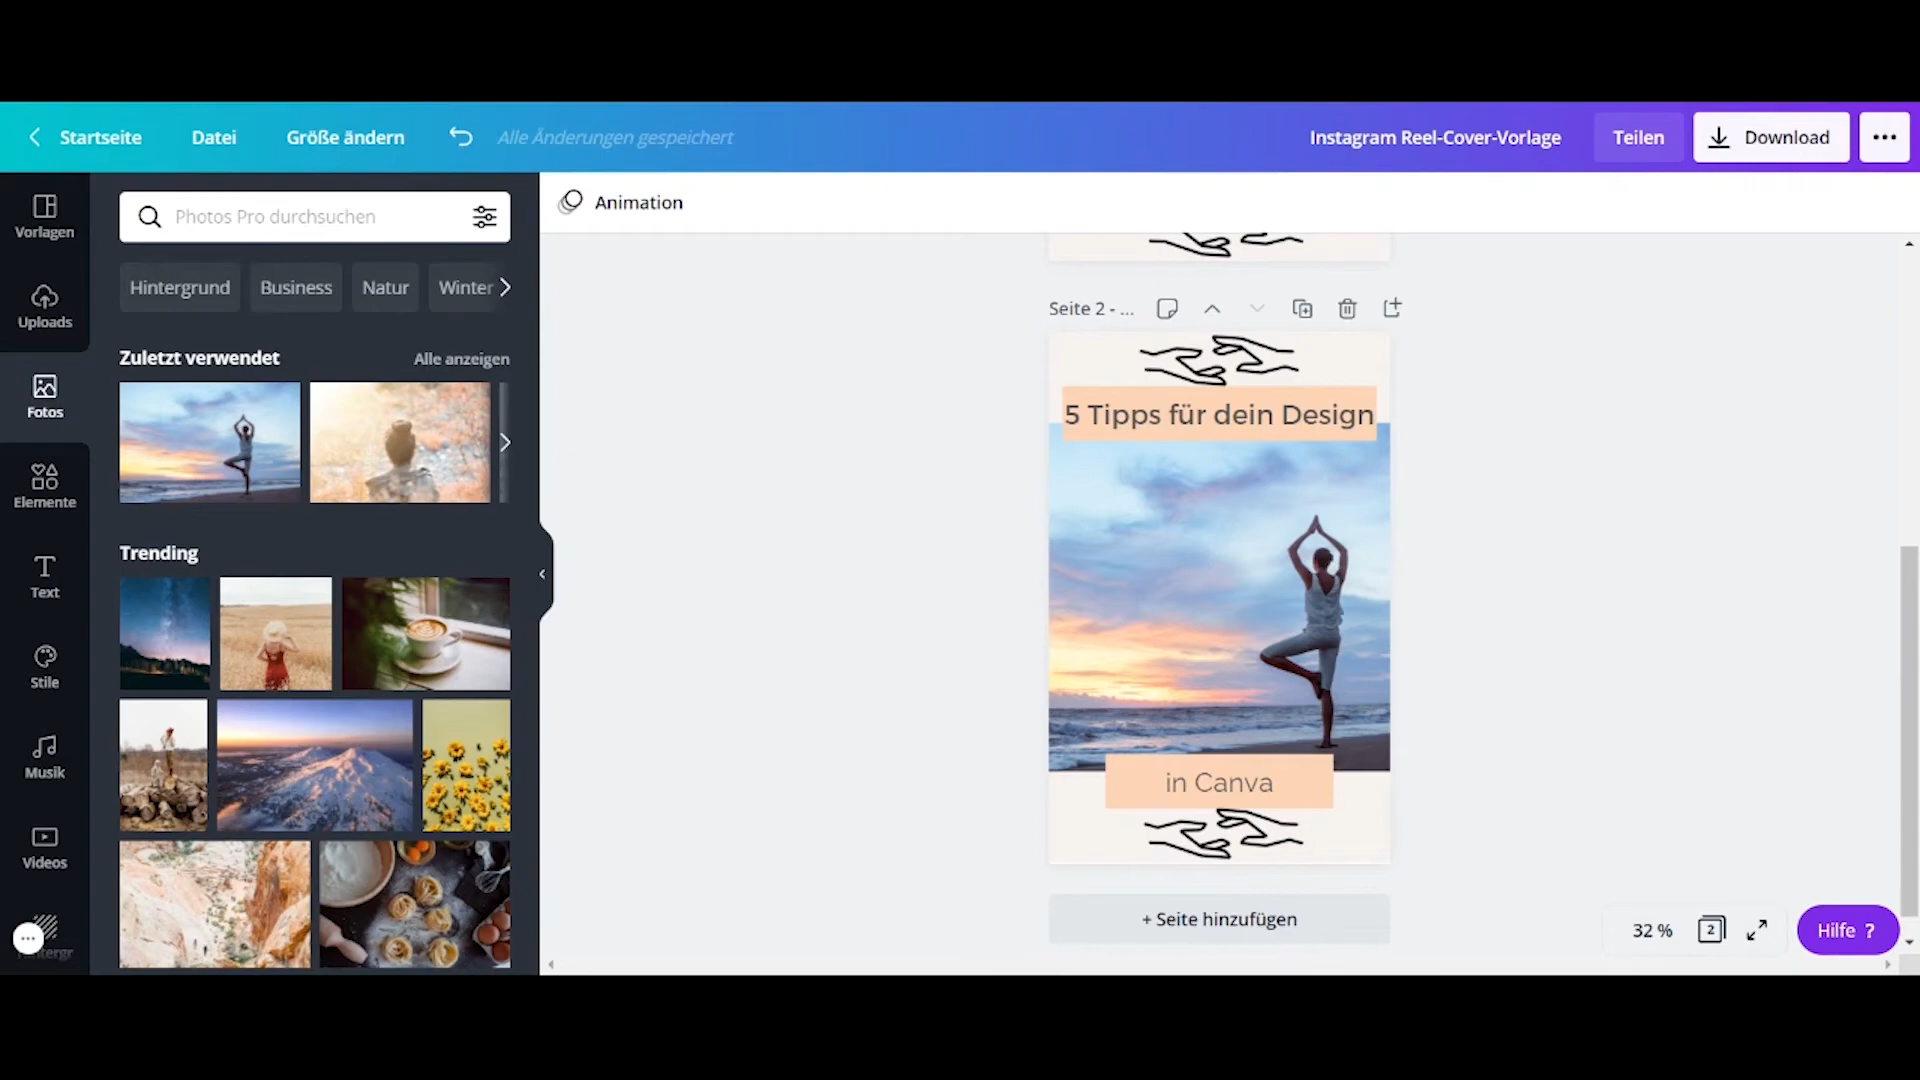 Startseite
Datei
Größe ändern
Alle Änderungen gespeichert
Instagram Reel-Cover-Vorlage
Teilen
Download
Vorlagen
Uploads
Fotos
Elemente
Text
Stile
Musik
Videos
Photos Pro durchsuchen
Hintergrund
Business
Natur
Winter
Zuletzt verwendet
Alle anzeigen
Trending
Animation
Seite 2 - ...
5 Tipps für dein Design
in Canva
+ Seite hinzufügen
32 %
2
Hilfe ?